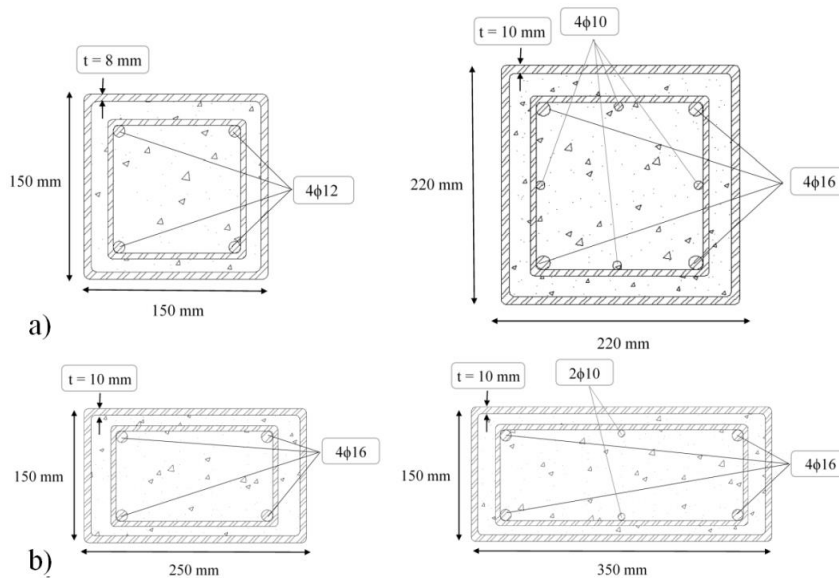 t = 8 mm
150 mm
4ϕ12
150 mm
a)
t = 10 mm
4ϕ10
220 mm
4ϕ16
220 mm
t = 10 mm
150 mm
4ϕ16
250 mm
b)
t = 10 mm
2ϕ10
150 mm
4ϕ16
350 mm